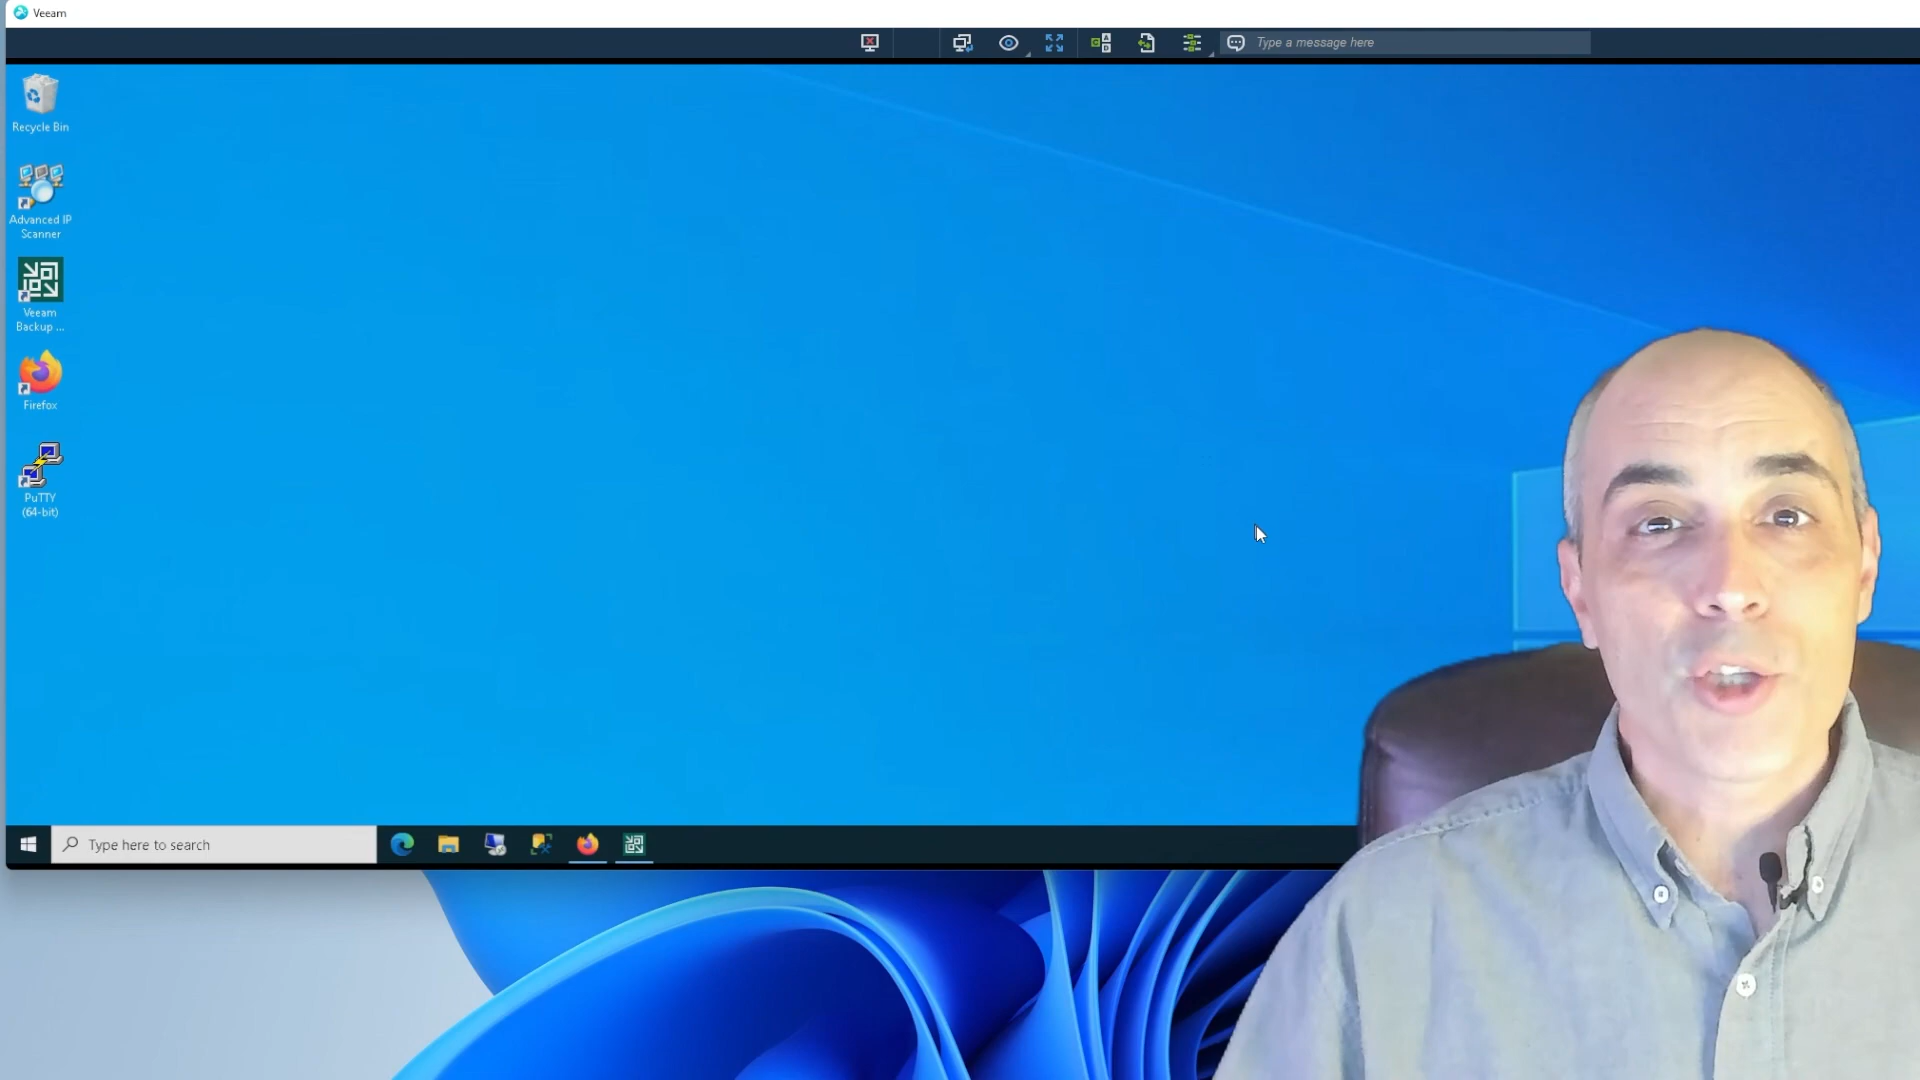 Veeam
Type a message here
Recycle Bin
Advanced IP
Scanner
Veeam
Backup ...
Firefox
PuTTY
(64-bit)
Type here to search